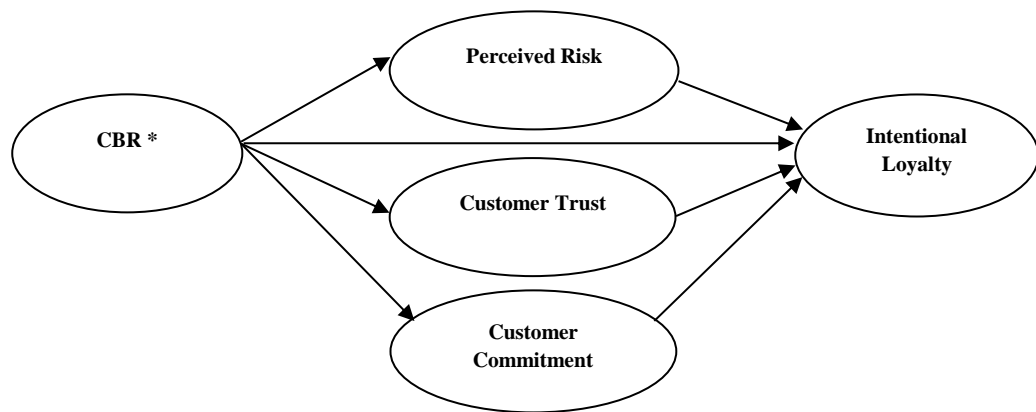 Perceived Risk
CBR *
Intentional
Loyalty
Customer Trust
Customer
Commitment